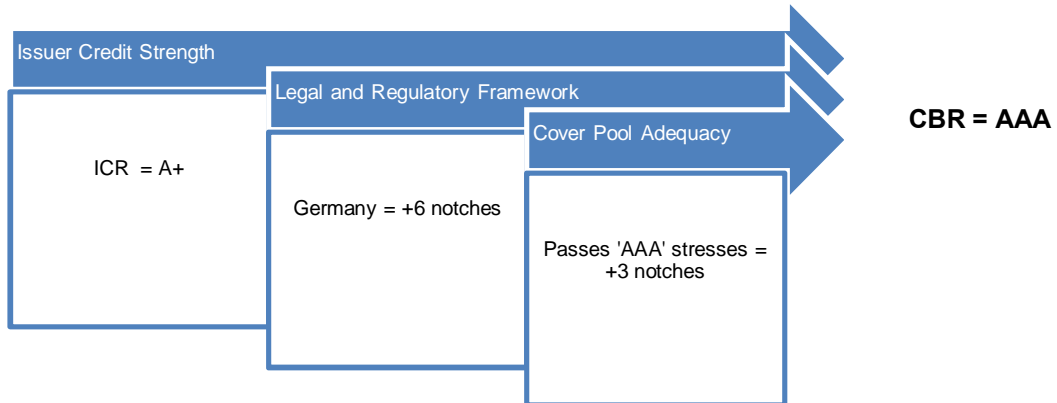 Issuer Credit Strength
Legal and Regulatory Framework
Cover Pool Adequacy
CBR = AAA
ICR = A+
Germany = +6 notches
Passes 'AAA' stresses =
+3 notches